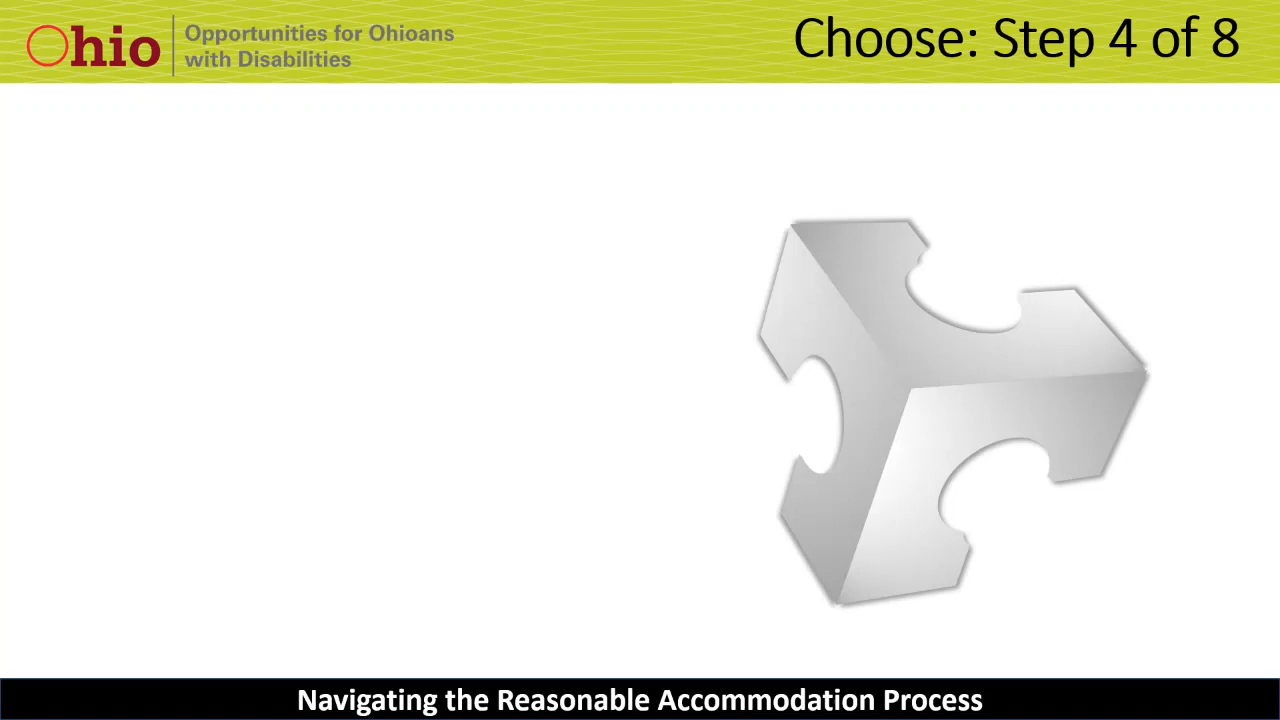 Ohio
Opportunities for Ohioans
with Disabilities
Choose: Step 4 of 8
Navigating the Reasonable Accommodation Process